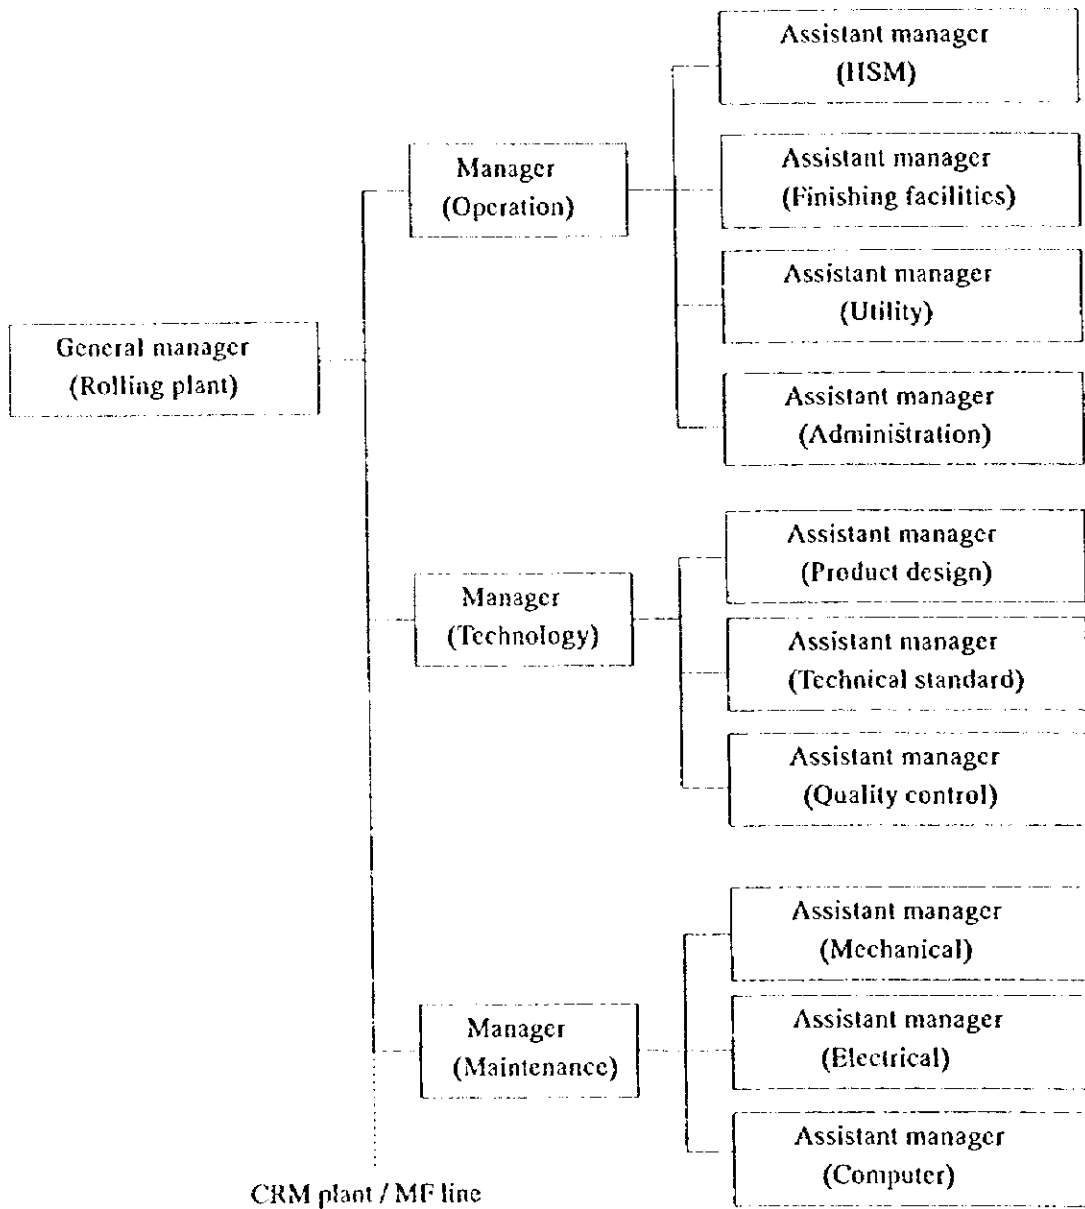 General manager
(Rolling plant)
Manager
(Operation)
Assistant manager
(HSM)
Assistant manager
(Finishing facilities)
Assistant manager
(Utility)
Assistant manager
(Administration)
Manager
(Technology)
Assistant manager
(Product design)
Assistant manager
(Technical standard)
Assistant manager
(Quality control)
Manager
(Maintenance)
Assistant manager
(Mechanical)
Assistant manager
(Electrical)
Assistant manager
(Computer)
CRM plant / MF line